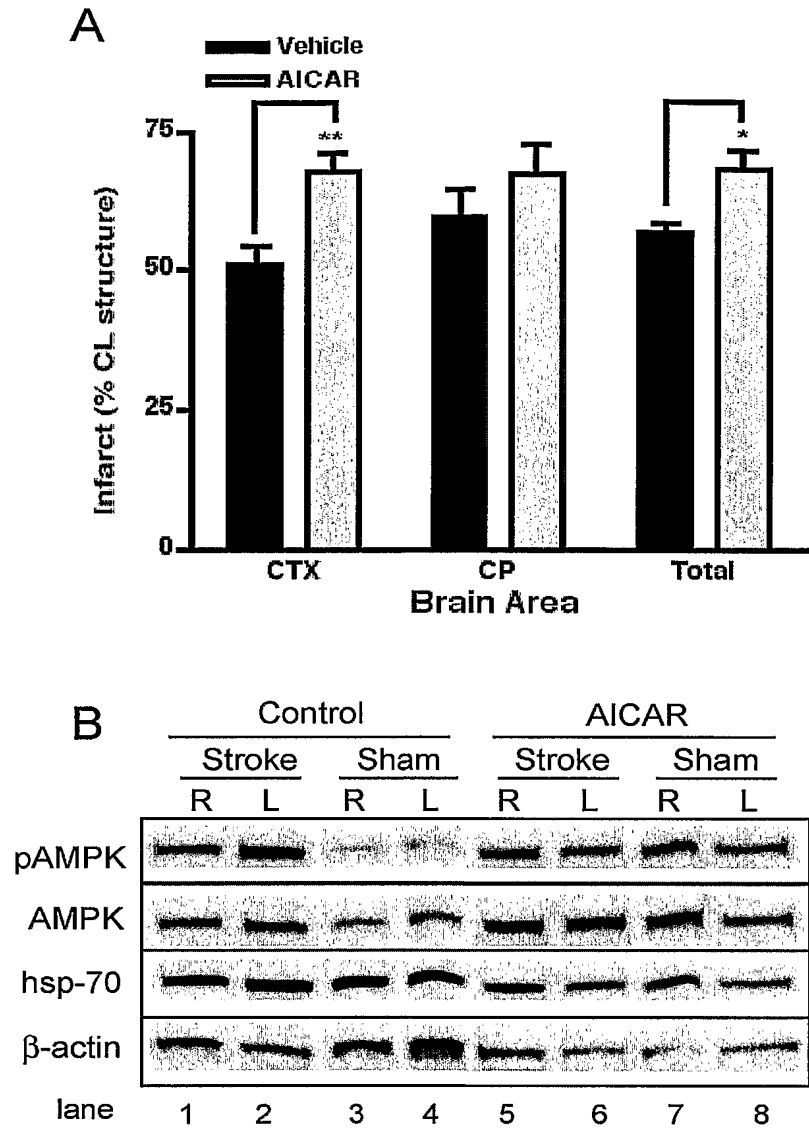 A
Vehicle
AICAR
75
50
25
0
Infarct (% CL structure)
**
*
CTX CP Total
Brain Area
B
Control AICAR
Stroke Sham Stroke Sham
R L R L R L R L
pAMPK
AMPK
hsp-70
β-actin
lane 1 2 3 4 5 6 7 8